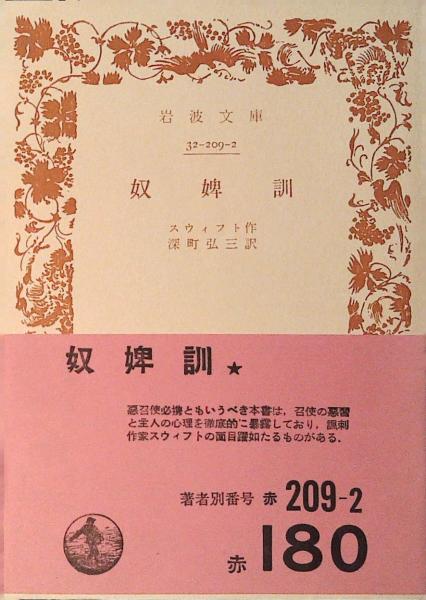 岩波文庫
32-209-2
奴婢訓
スウィフト作
深町弘三訳
奴婢訓★
悪召使必携ともいうべき本書は，召使の悪習
と主人の心理を徹底的に暴露しており，諷刺
作家スウィフトの面目躍如たるものがある．
著者別番号 赤 209-2
赤 180